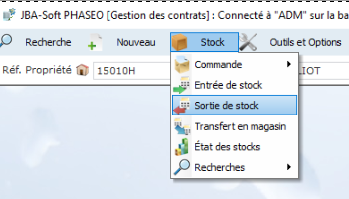 JBA-Soft PHASEO [Gestion des contrats] : Connecté à "ADM" sur la ba
Recherche Nouveau Stock Outils et Options
Réf. Propriété 15010H LIOT
Commande
Entrée de stock
Sortie de stock
Transfert en magasin
État des stocks
Recherches